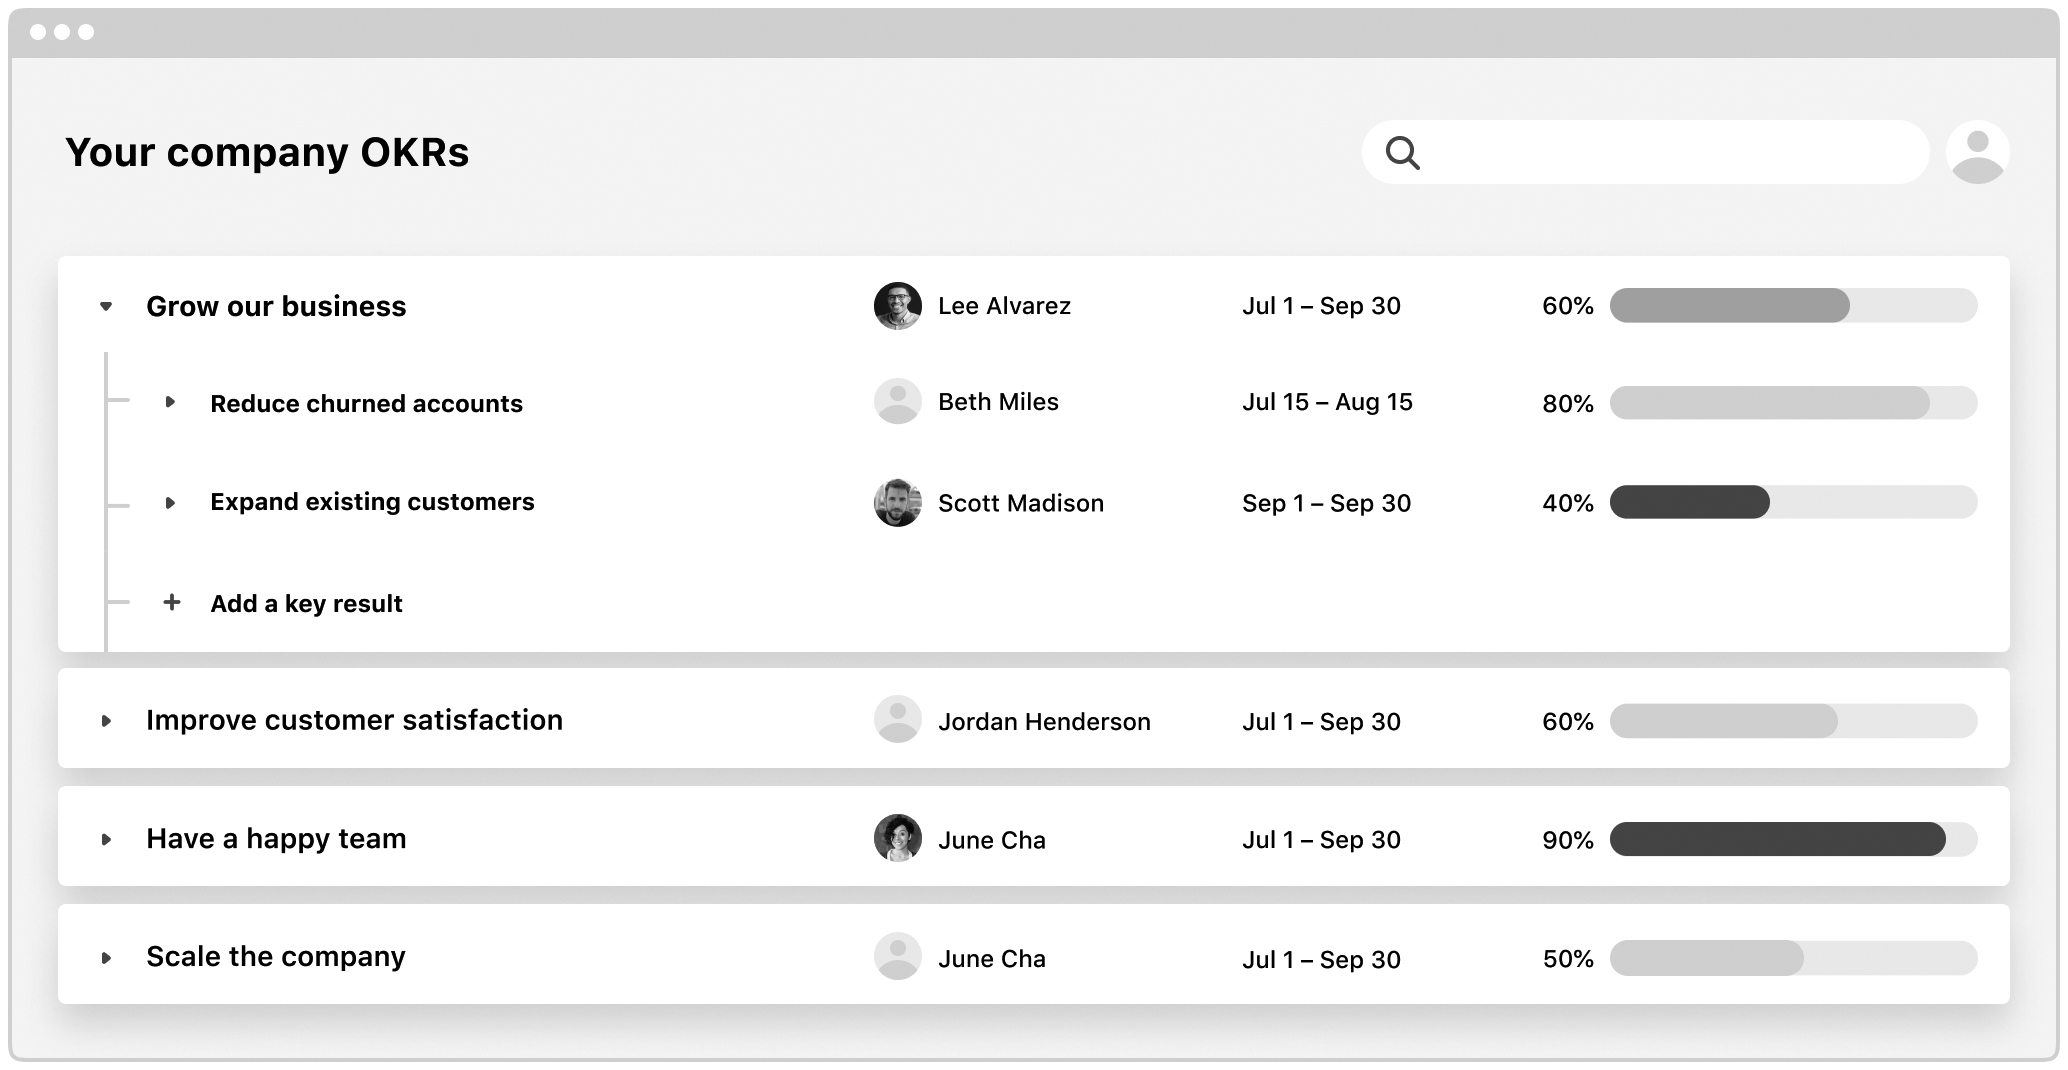 Your company OKRs
Grow our business Lee Alvarez Jul 1 – Sep 30 60%
Reduce churned accounts Beth Miles Jul 15 – Aug 15 80%
Expand existing customers Scott Madison Sep 1 – Sep 30 40%
Add a key result
Improve customer satisfaction Jordan Henderson Jul 1 – Sep 30 60%
Have a happy team June Cha Jul 1 – Sep 30 90%
Scale the company June Cha Jul 1 – Sep 30 50%